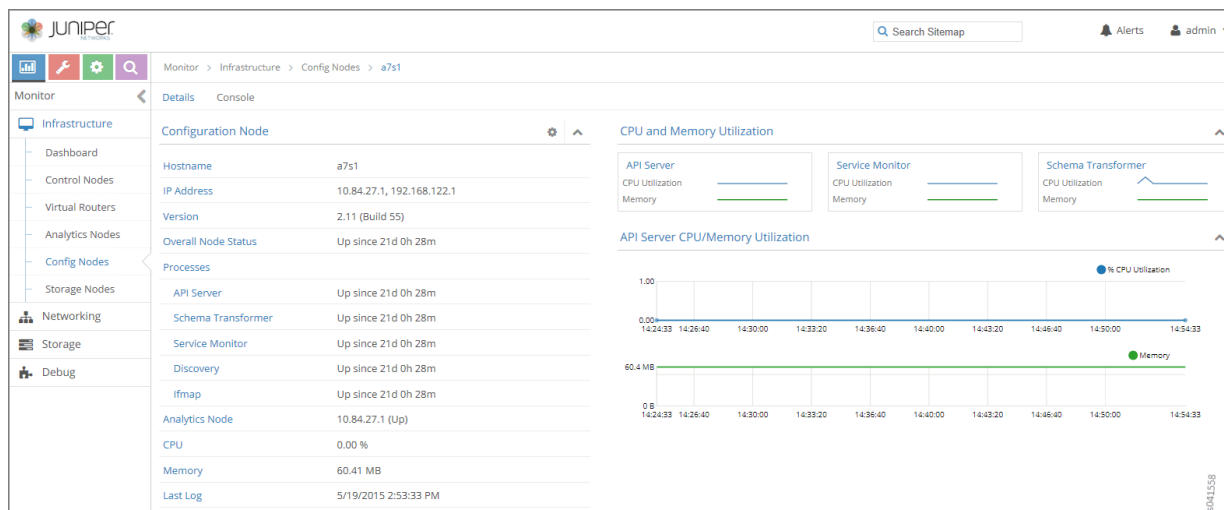 JUNIPER
NETWORKS
Search Sitemap
Alerts
admin
Monitor > Infrastructure > Config Nodes > a7s1
Monitor
Infrastructure
Dashboard
Control Nodes
Virtual Routers
Analytics Nodes
Config Nodes
Storage Nodes
Networking
Storage
Debug
Details Console
Configuration Node
Hostname a7s1
IP Address 10.84.27.1, 192.168.122.1
Version 2.11 (Build 55)
Overall Node Status Up since 21d 0h 28m
Processes
API Server Up since 21d 0h 28m
Schema Transformer Up since 21d 0h 28m
Service Monitor Up since 21d 0h 28m
Discovery Up since 21d 0h 28m
Ifmap Up since 21d 0h 28m
Analytics Node 10.84.27.1 (Up)
CPU 0.00 %
Memory 60.41 MB
Last Log 5/19/2015 2:53:33 PM
CPU and Memory Utilization
API Server
CPU Utilization
Memory
Service Monitor
CPU Utilization
Memory
Schema Transformer
CPU Utilization
Memory
API Server CPU/Memory Utilization
% CPU Utilization
1.00
0.00
14:24:33 14:26:40 14:30:00 14:33:20 14:36:40 14:40:00 14:43:20 14:46:40 14:50:00 14:54:33
Memory
60.4 MB
0 B
14:24:33 14:26:40 14:30:00 14:33:20 14:36:40 14:40:00 14:43:20 14:46:40 14:50:00 14:54:33
s041558